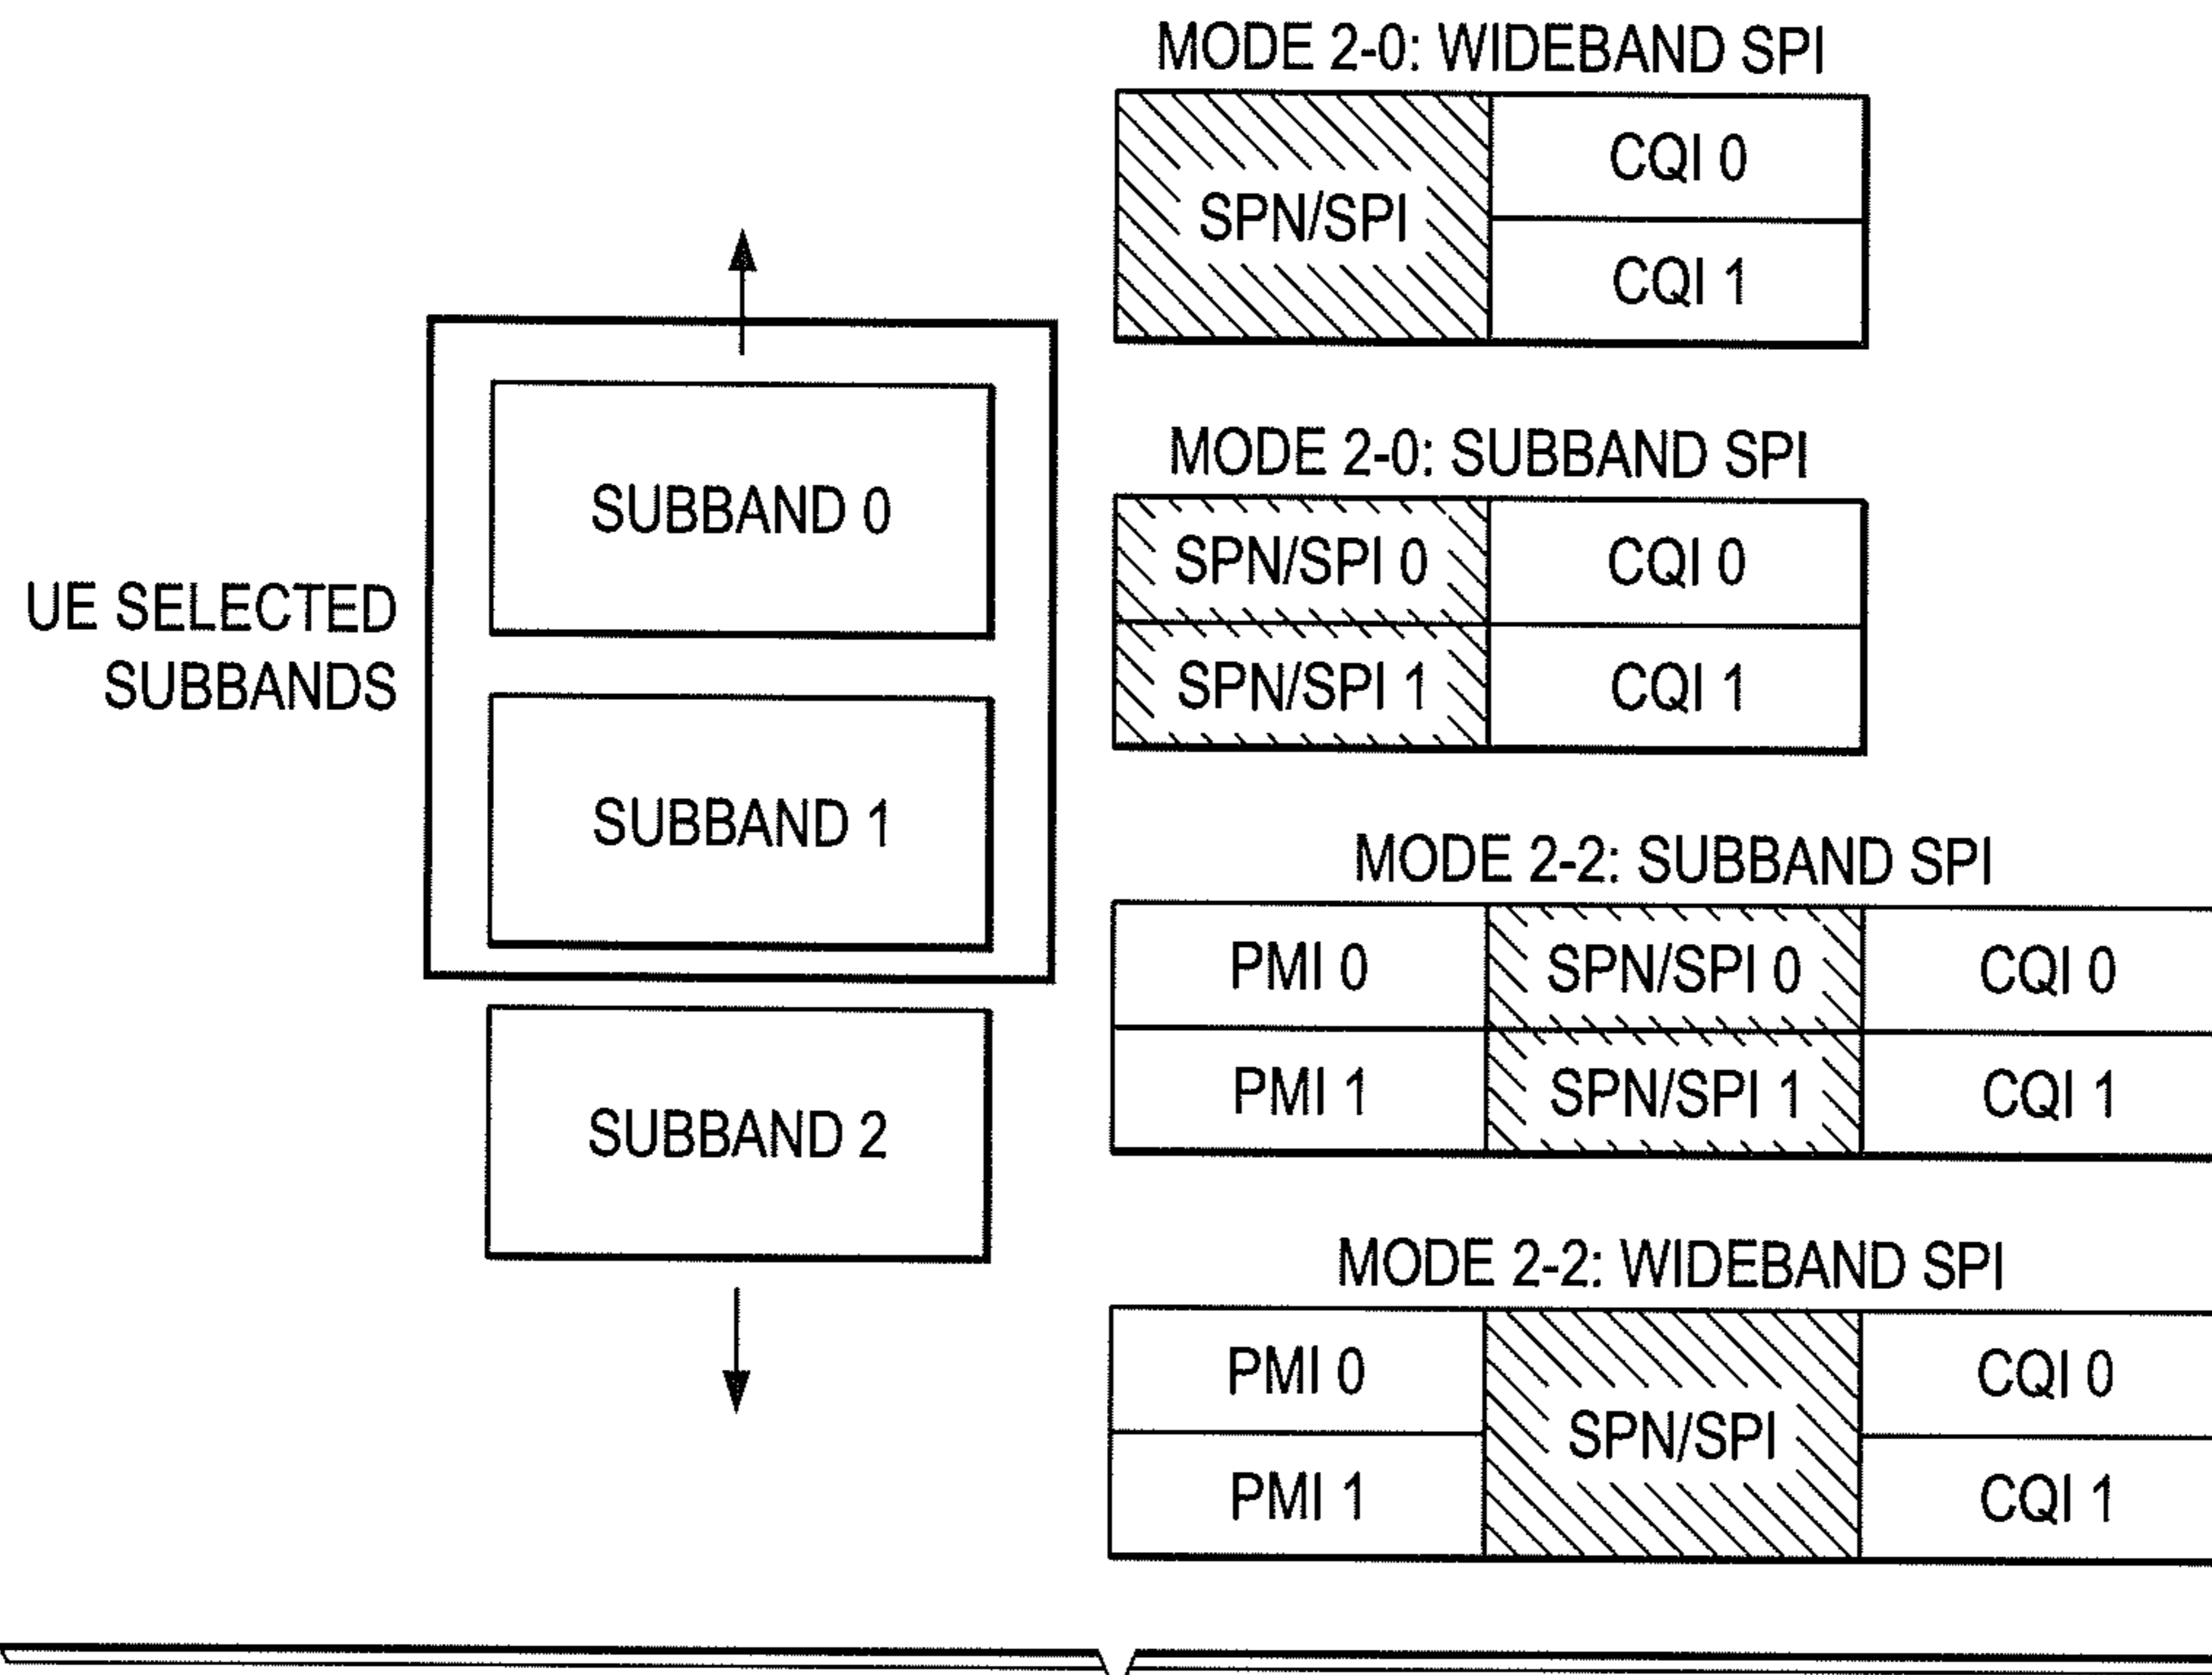 UE SELECTED
SUBBANDS
SUBBAND 0
SUBBAND 1
SUBBAND 2
MODE 2-0: WIDEBAND SPI
SPN/SPI
CQI 0
CQI 1
MODE 2-0: SUBBAND SPI
SPN/SPI 0
CQI 0
SPN/SPI 1
CQI 1
MODE 2-2: SUBBAND SPI
PMI 0
SPN/SPI 0
CQI 0
PMI 1
SPN/SPI 1
CQI 1
MODE 2-2: WIDEBAND SPI
PMI 0
SPN/SPI
CQI 0
PMI 1
CQI 1